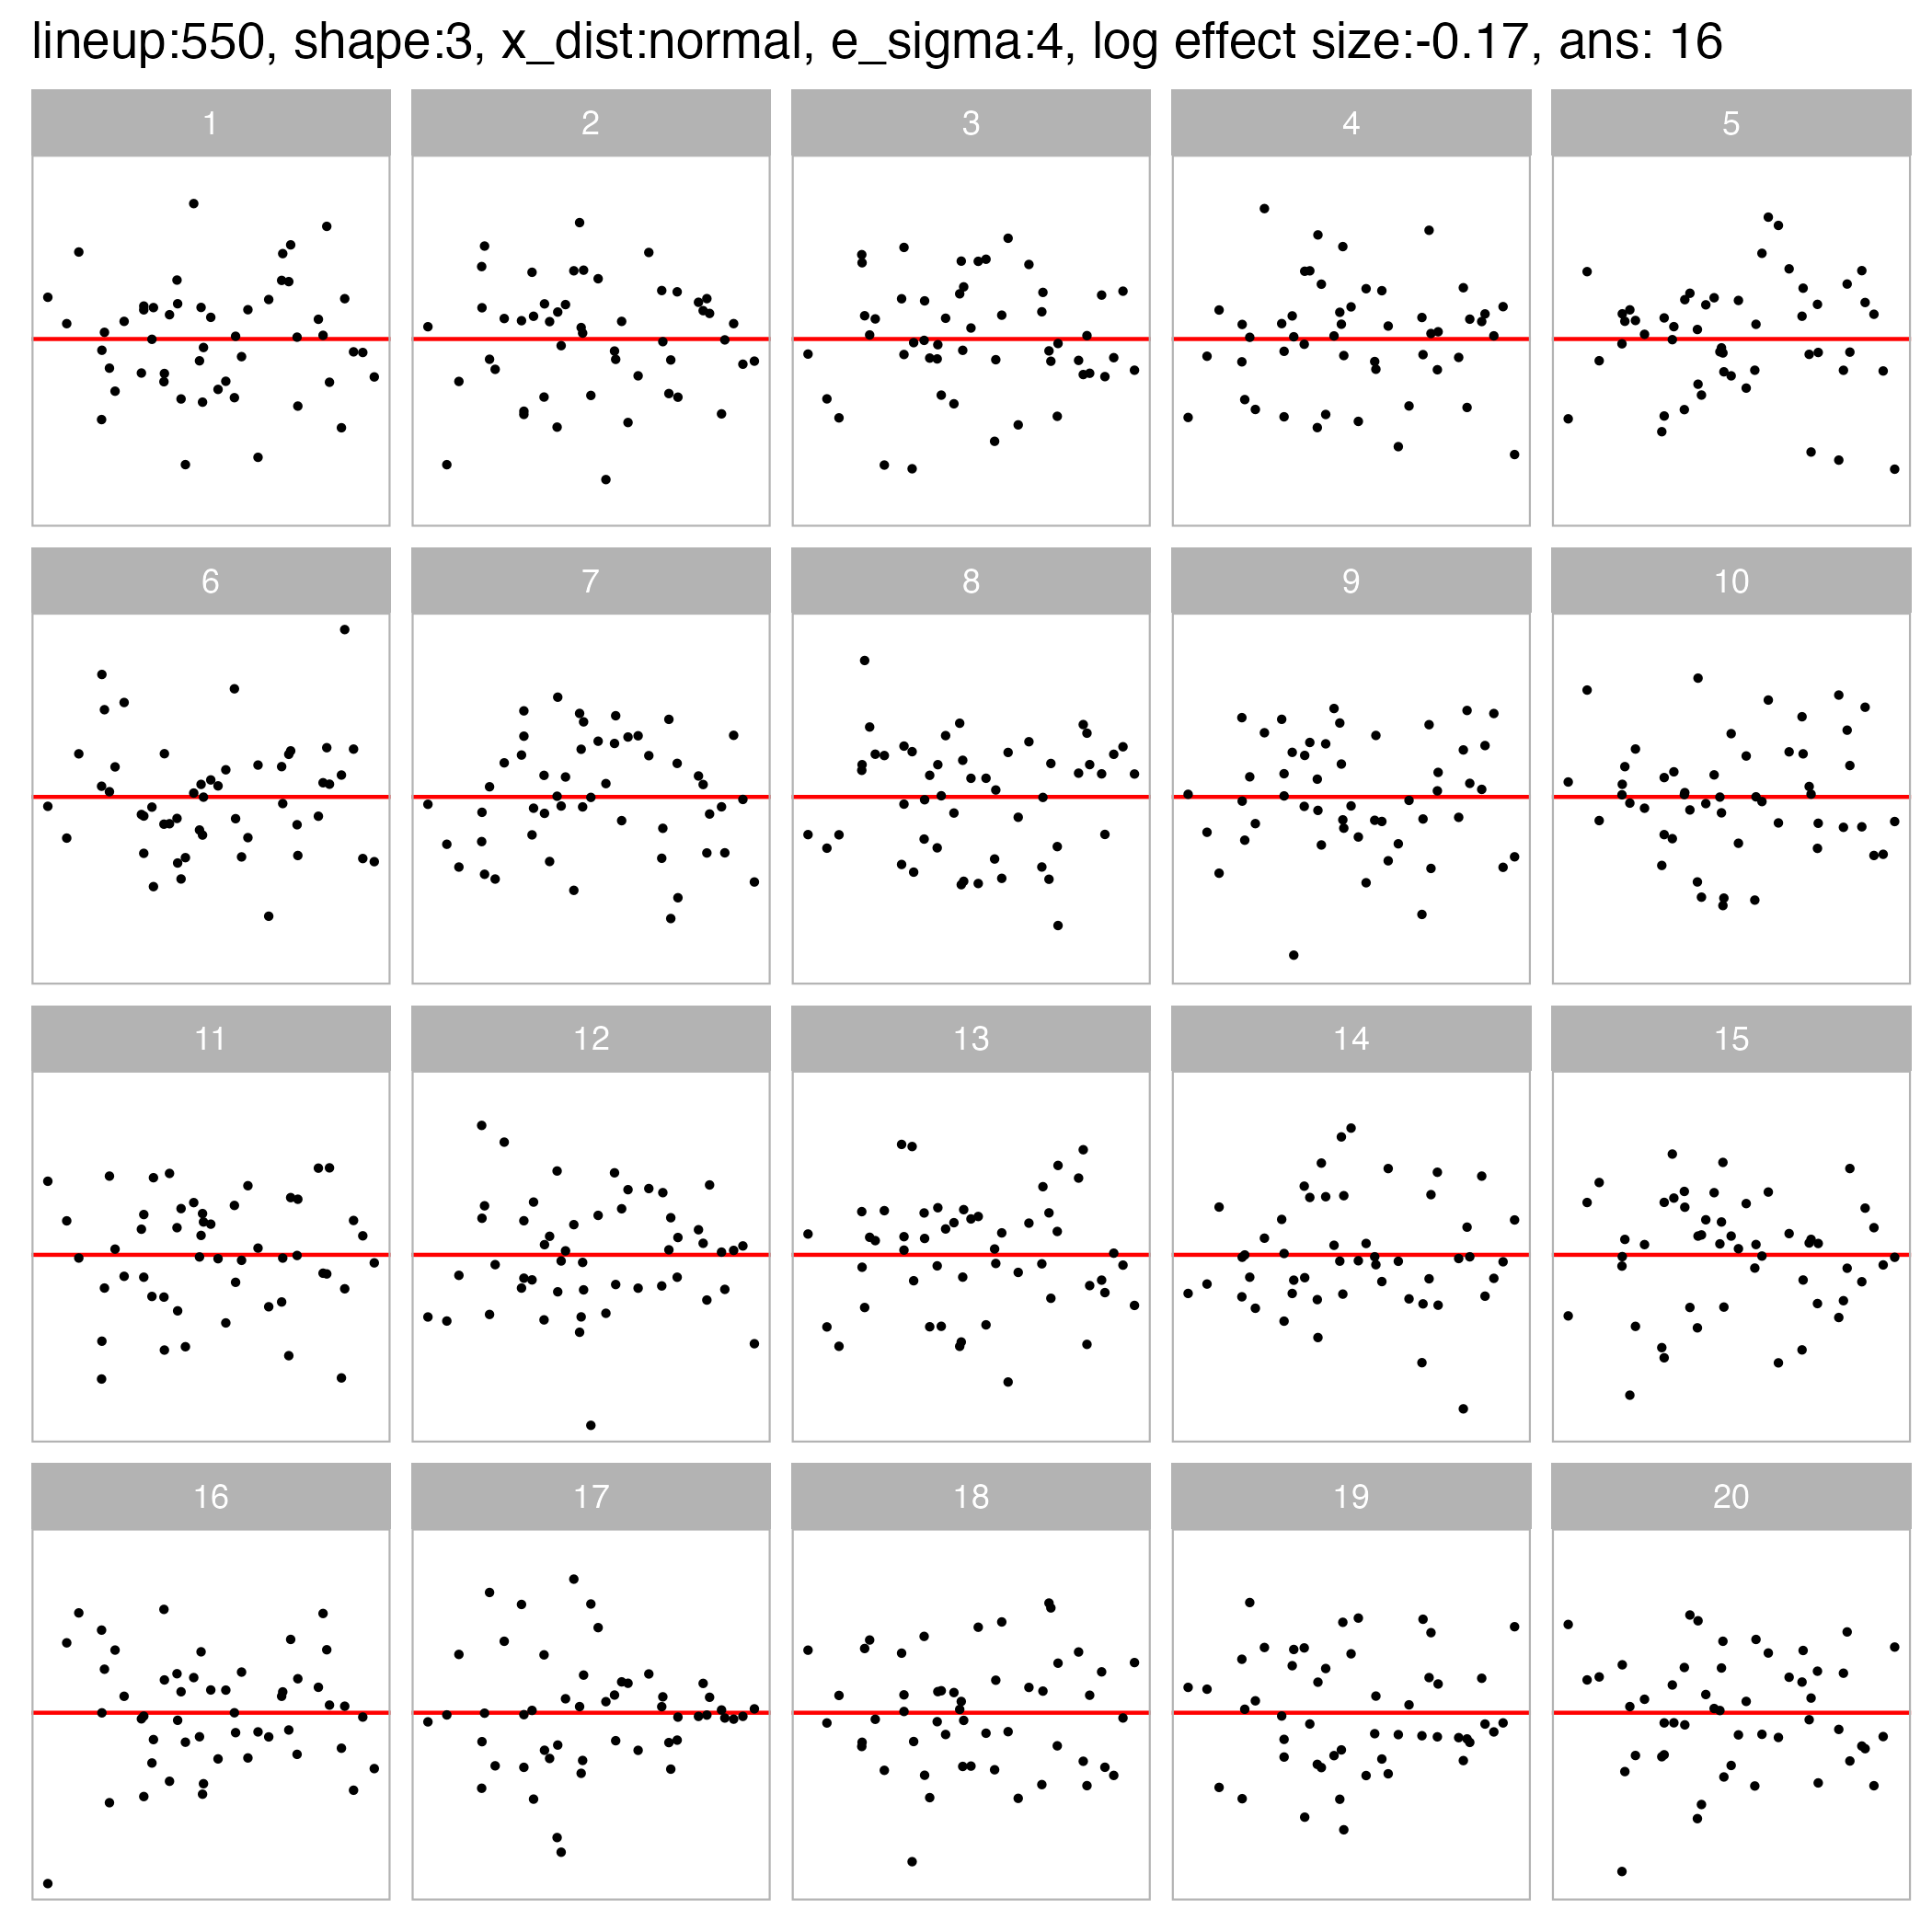 lineup:550, shape:3, x_dist:normal, e_sigma:4, log effect size:-0.17, ans: 16
1 2 3 4 5
6 7 8 9 10
11 12 13 14 15
16 17 18 19 20